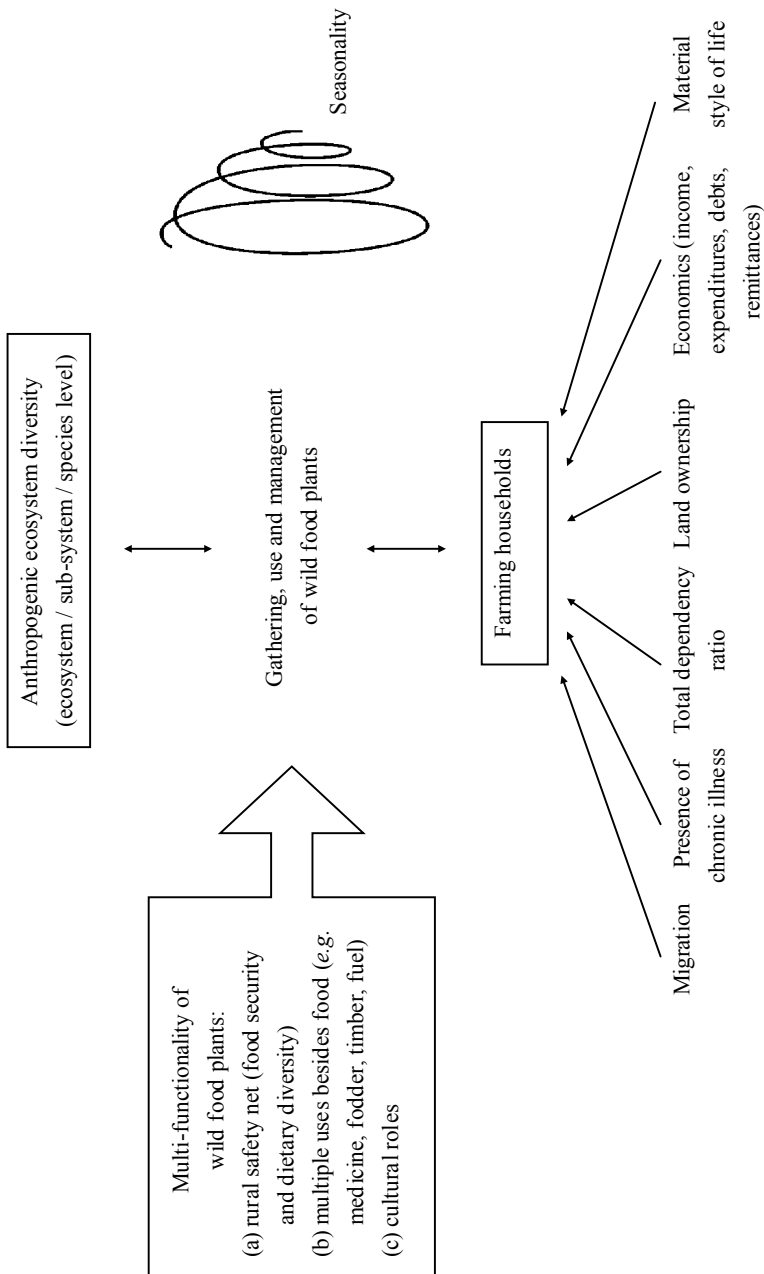 Anthropogenic ecosystem diversity
(ecosystem / sub-system / species level)
Multi-functionality of
wild food plants:
(a) rural safety net (food security
and dietary diversity)
(b) multiple uses besides food (e.g.
medicine, fodder, timber, fuel)
(c) cultural roles
Gathering, use and management
of wild food plants
Seasonality
Farming households
Migration
Presence of
chronic illness
Total dependency
ratio
Land ownership
Economics (income,
expenditures, debts,
remittances)
Material
style of life